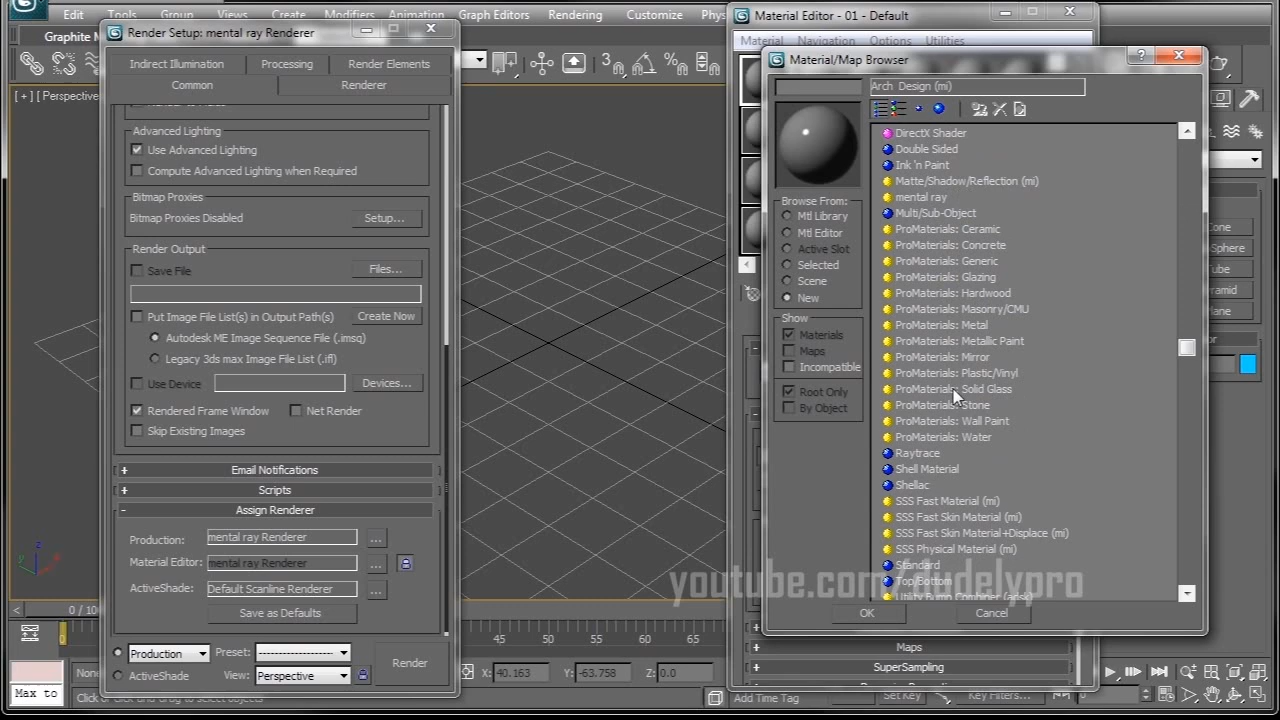 Edit Tools Group Views Create Modifiers Animation Graph Editors Rendering Customize
Render Setup: mental ray Renderer
Indirect Illumination Processing Render Elements
Common Renderer
[ + ] [ Perspective
Advanced Lighting
Use Advanced Lighting
Compute Advanced Lighting when Required
Bitmap Proxies
Bitmap Proxies Disabled Setup...
Render Output
Save File Files...
Put Image File List(s) in Output Path(s) Create Now
Autodesk ME Image Sequence File (.imsq)
Legacy 3ds max Image File List (.ifl)
Use Device Devices...
Rendered Frame Window Net Render
Skip Existing Images
+ Email Notifications
+ Scripts
- Assign Renderer
Production: mental ray Renderer ...
Material Editor: mental ray Renderer ...
ActiveShade: Default Scanline Renderer ...
Save as Defaults
Production Preset:
ActiveShade View: Perspective
Render
Material Editor - 01 - Default
Material Navigation Options Utilities
Material/Map Browser
Arch Design (mi)
Browse From:
Mtl Library
Mtl Editor
Active Slot
Selected
Scene
New
Show
Materials
Maps
Incompatible
Root Only
By Object
DirectX Shader
Double Sided
Ink 'n Paint
Matte/Shadow/Reflection (mi)
mental ray
Multi/Sub-Object
ProMaterials: Ceramic
ProMaterials: Concrete
ProMaterials: Generic
ProMaterials: Glazing
ProMaterials: Hardwood
ProMaterials: Masonry/CMU
ProMaterials: Metal
ProMaterials: Metallic Paint
ProMaterials: Mirror
ProMaterials: Plastic/Vinyl
ProMaterials: Solid Glass
ProMaterials: Stone
ProMaterials: Wall Paint
ProMaterials: Water
Raytrace
Shell Material
Shellac
SSS Fast Material (mi)
SSS Fast Skin Material (mi)
SSS Fast Skin Material+Displace (mi)
SSS Physical Material (mi)
Standard
Top/Bottom
Utility Bump Combiner (adsk)
OK Cancel
youtube.com/dudelypro
+ Maps
+ SuperSampling
0 / 100
0 45 50 55 60 65
X: 40.163 Y: -63.758 Z: 0.0
Max to
Add Time Tag Set Key Key Filters...
z
y